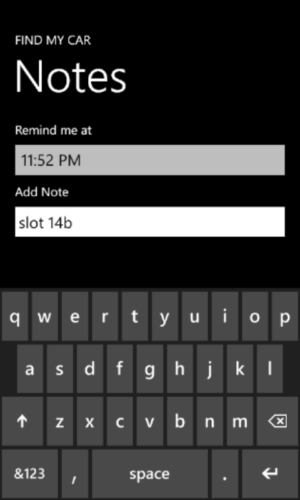 FIND MY CAR
Notes
Remind me at
11:52 PM
Add Note
slot 14b
q w e r t y u i o p
a s d f g h j k l
z x c v b n m
&123 , space .